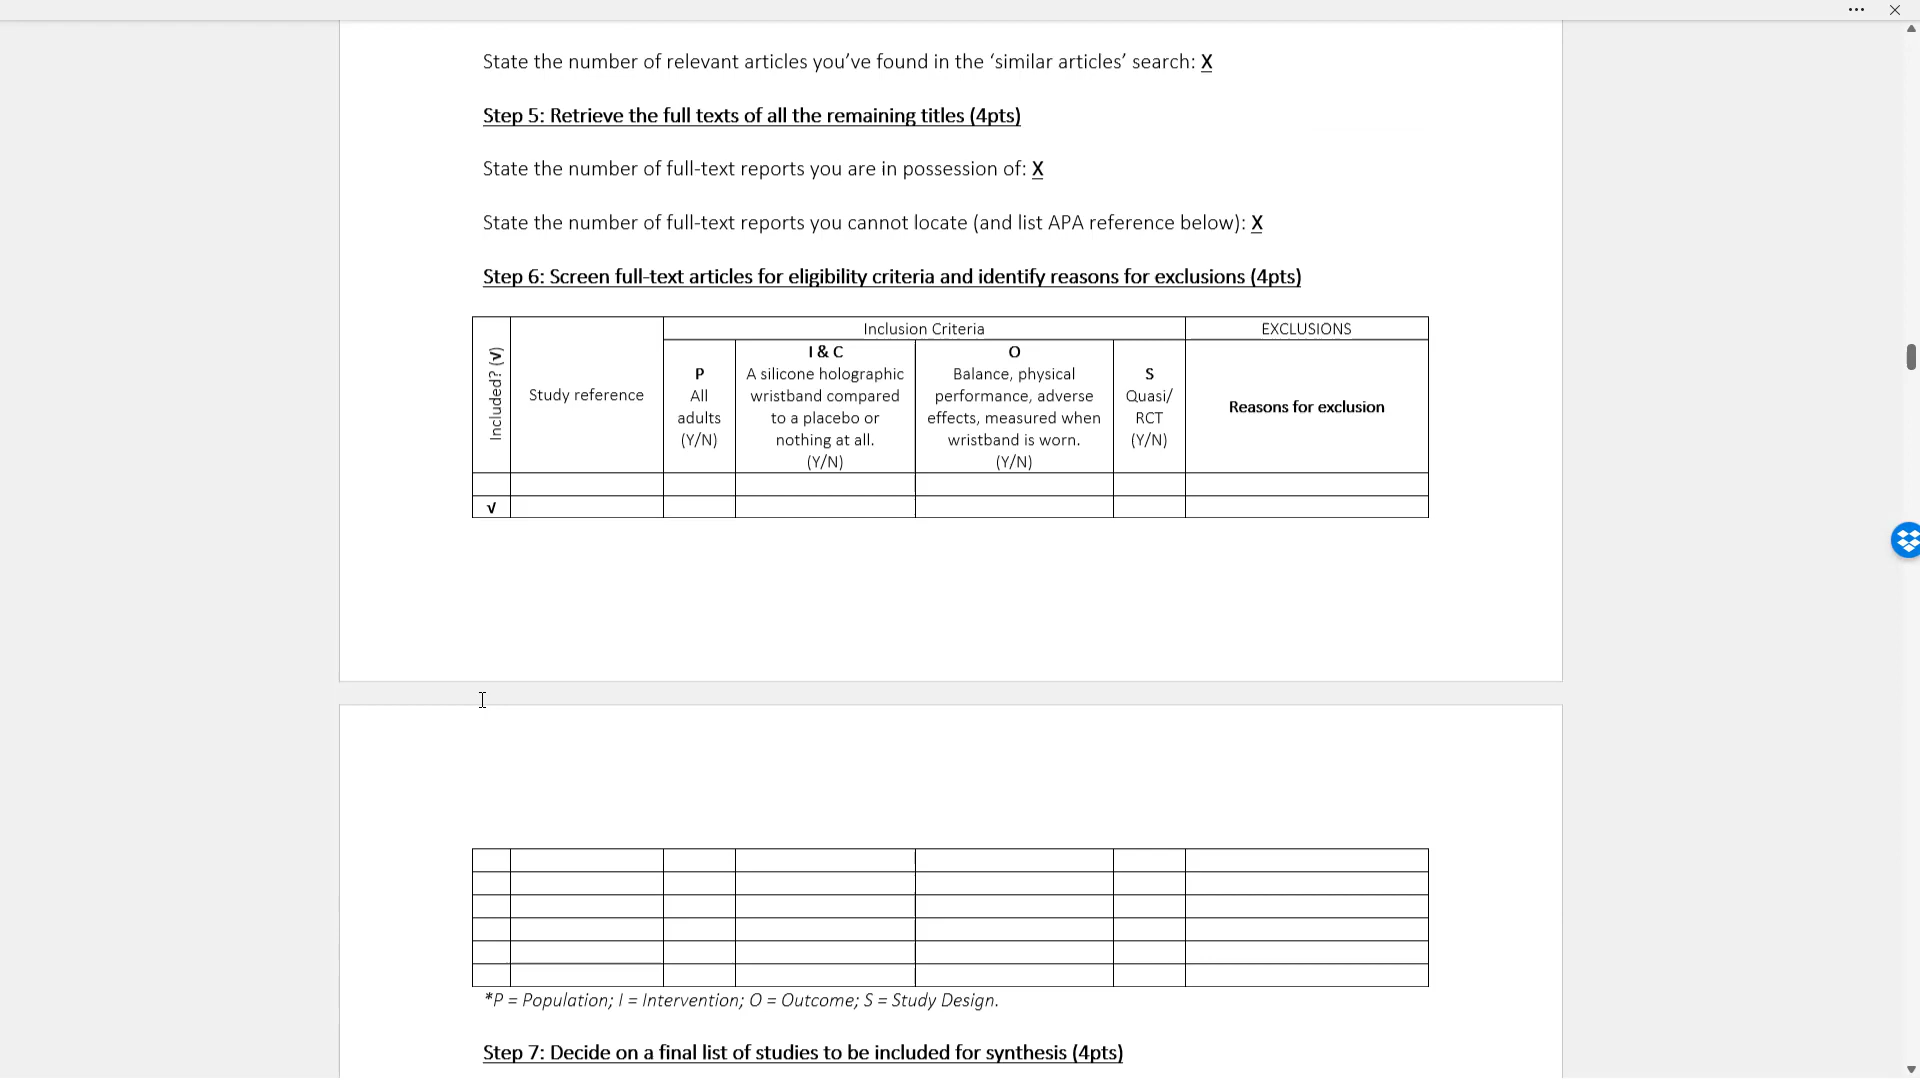 State the number of relevant articles you’ve found in the ‘similar articles’ search: X
Step 5: Retrieve the full texts of all the remaining titles (4pts)
State the number of full-text reports you are in possession of: X
State the number of full-text reports you cannot locate (and list APA reference below): X
Step 6: Screen full-text articles for eligibility criteria and identify reasons for exclusions (4pts)
Included? (√)
Study reference
Inclusion Criteria
EXCLUSIONS
P
All
adults
(Y/N)
I & C
A silicone holographic
wristband compared
to a placebo or
nothing at all.
(Y/N)
O
Balance, physical
performance, adverse
effects, measured when
wristband is worn.
(Y/N)
S
Quasi/
RCT
(Y/N)
Reasons for exclusion
√
*P = Population; I = Intervention; O = Outcome; S = Study Design.
Step 7: Decide on a final list of studies to be included for synthesis (4pts)